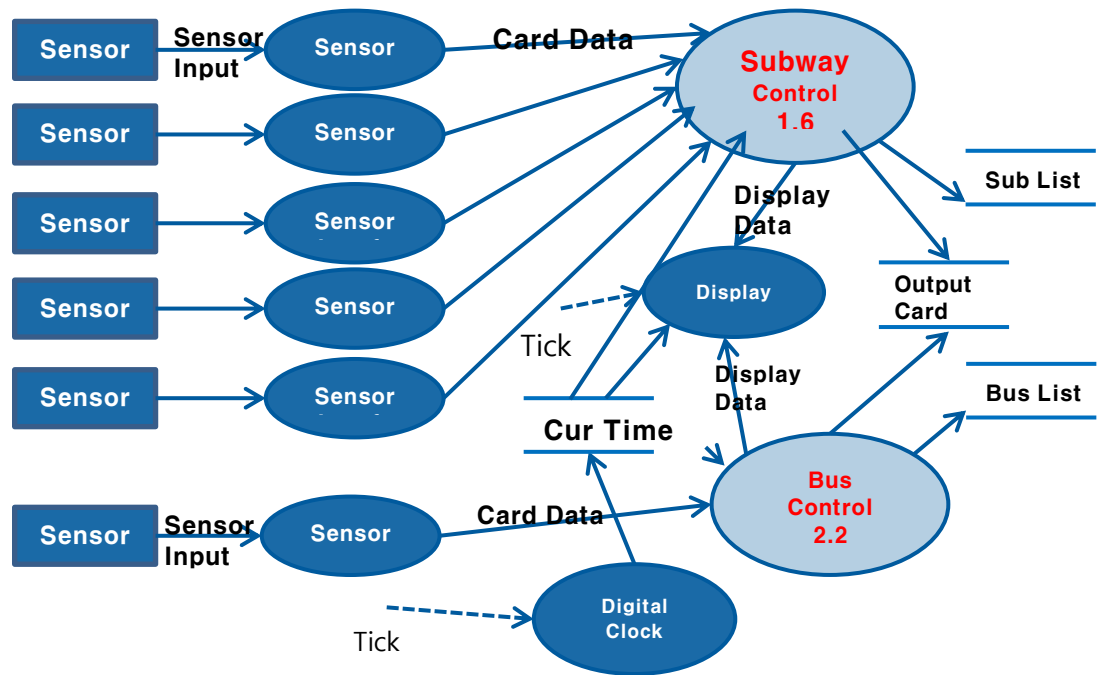 Sensor
Sensor
Input
Sensor
Card Data
Subway
Control
1.6
Sensor
Sensor
Sensor
Sensor
Sub List
Display
Data
Sensor
Sensor
Display
Output
Card
Tick
Sensor
Sensor
Display
Data
Bus List
Cur Time
Sensor
Sensor
Input
Sensor
Card Data
Bus
Control
2.2
Digital
Clock
Tick